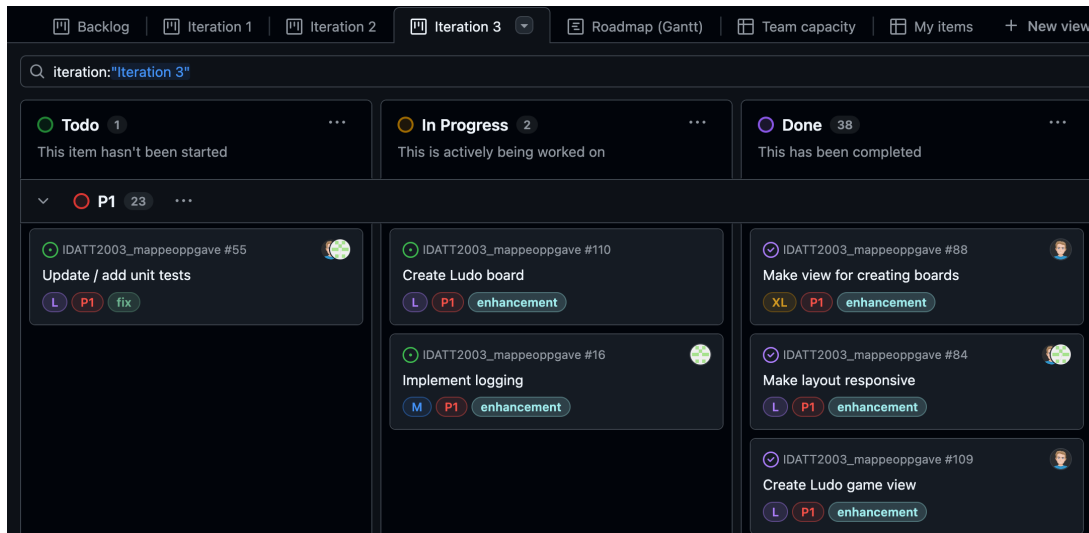 Backlog
Iteration 1
Iteration 2
Iteration 3
Roadmap (Gantt)
Team capacity
My items
+ New view
iteration:"Iteration 3"
Todo 1
This item hasn't been started
In Progress 2
This is actively being worked on
Done 38
This has been completed
P1 23
IDATT2003_mappeoppgave #55
Update / add unit tests
L P1 fix
IDATT2003_mappeoppgave #110
Create Ludo board
L P1 enhancement
IDATT2003_mappeoppgave #16
Implement logging
M P1 enhancement
IDATT2003_mappeoppgave #88
Make view for creating boards
XL P1 enhancement
IDATT2003_mappeoppgave #84
Make layout responsive
L P1 enhancement
IDATT2003_mappeoppgave #109
Create Ludo game view
L P1 enhancement